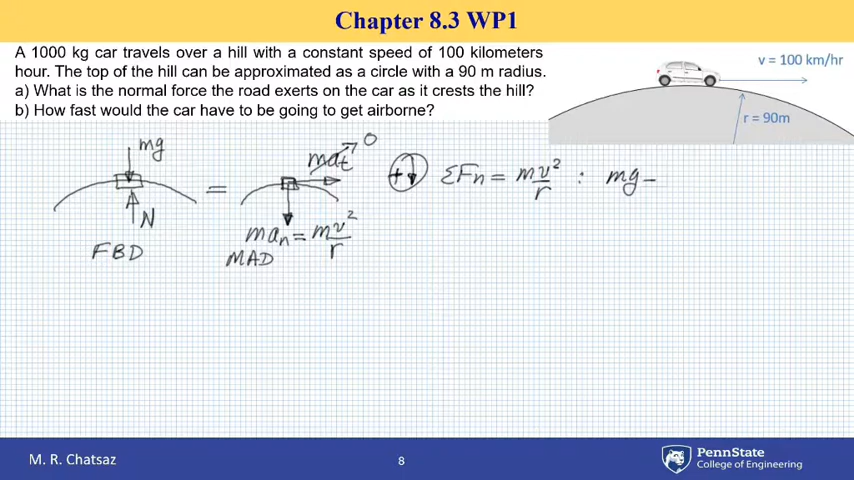 Chapter 8.3 WP1
A 1000 kg car travels over a hill with a constant speed of 100 kilometers
hour. The top of the hill can be approximated as a circle with a 90 m radius.
a) What is the normal force the road exerts on the car as it crests the hill?
b) How fast would the car have to be going to get airborne?
v = 100 km/hr
r = 90m
mg
N
FBD
=
mat 0
man = mv²/r
MAD
+↓ ΣFn = mv²/r : mg -
M. R. Chatsaz
8
PennState
College of Engineering